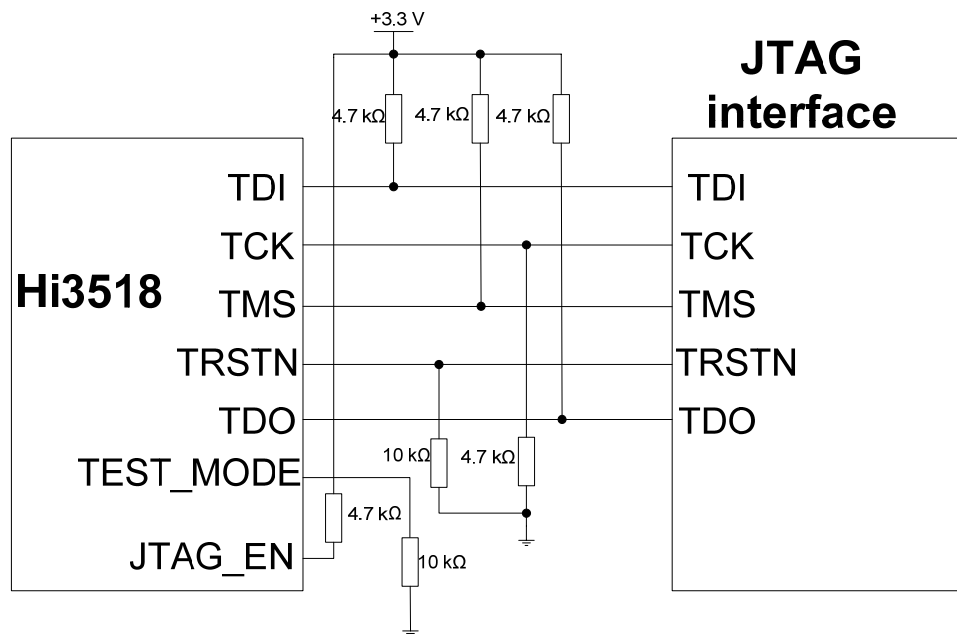 +3.3 V
JTAG
interface
4.7 kΩ
4.7 kΩ
4.7 kΩ
TDI
TDI
TCK
TCK
Hi3518
TMS
TMS
TRSTN
TRSTN
TDO
TDO
10 kΩ
4.7 kΩ
TEST_MODE
4.7 kΩ
JTAG_EN
10 kΩ